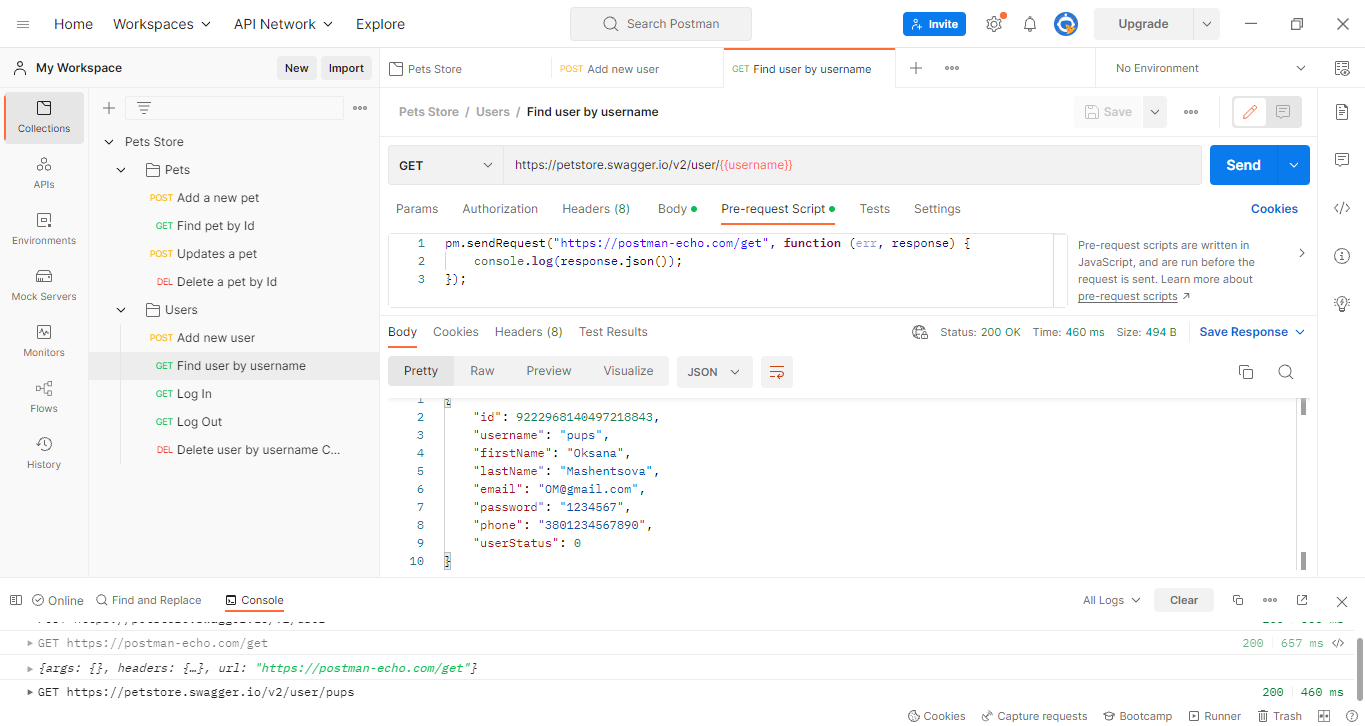 Home Workspaces API Network Explore Search Postman Invite Upgrade
My Workspace New Import
Pets Store POST Add new user GET Find user by username No Environment
Collections
APIs
Environments
Mock Servers
Monitors
Flows
History
Pets Store
Pets
POST Add a new pet
GET Find pet by Id
POST Updates a pet
DEL Delete a pet by Id
Users
POST Add new user
GET Find user by username
GET Log In
GET Log Out
DEL Delete user by username C...
Pets Store / Users / Find user by username Save
GET https://petstore.swagger.io/v2/user/{{username}} Send
Params Authorization Headers (8) Body Pre-request Script Tests Settings Cookies
1 pm.sendRequest("https://postman-echo.com/get", function (err, response) {
2 console.log(response.json());
3 });
Pre-request scripts are written in
JavaScript, and are run before the
request is sent. Learn more about
pre-request scripts ↗
Body Cookies Headers (8) Test Results Status: 200 OK Time: 460 ms Size: 494 B Save Response
Pretty Raw Preview Visualize JSON
1 {
2 "id": 9222968140497218843,
3 "username": "pups",
4 "firstName": "Oksana",
5 "lastName": "Mashentsova",
6 "email": "OM@gmail.com",
7 "password": "1234567",
8 "phone": "3801234567890",
9 "userStatus": 0
10 }
Online Find and Replace Console All Logs Clear
GET https://postman-echo.com/get 200 657 ms
{args: {}, headers: {…}, url: "https://postman-echo.com/get"}
GET https://petstore.swagger.io/v2/user/pups 200 460 ms
Cookies Capture requests Bootcamp Runner Trash